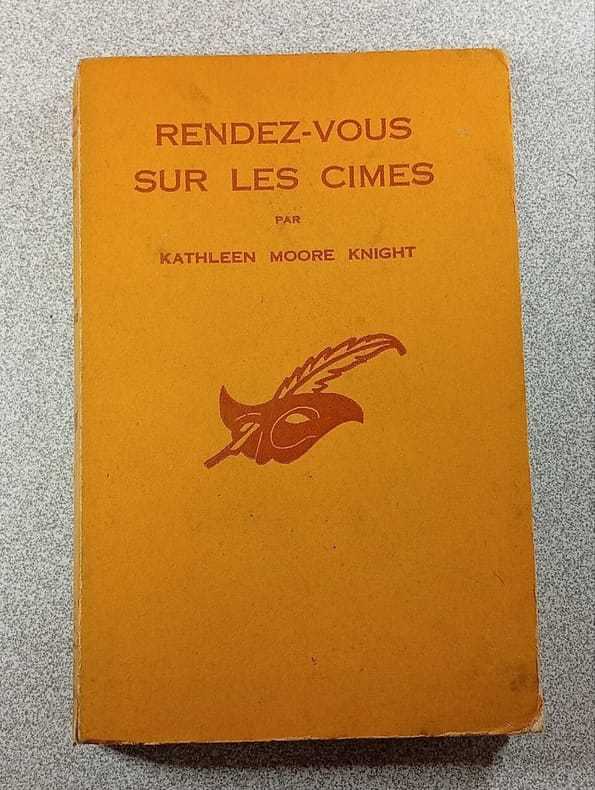 RENDEZ-VOUS
SUR LES CIMES
PAR
KATHLEEN MOORE KNIGHT